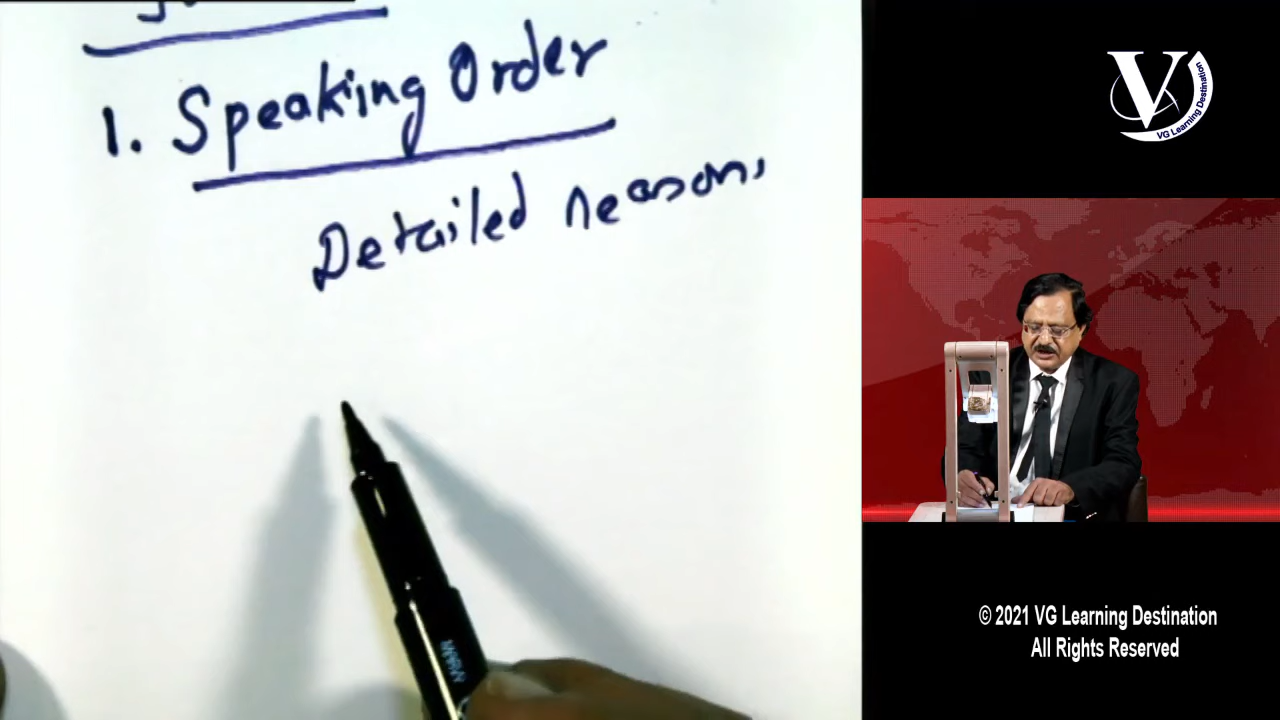 1. Speaking Order
Detailed reasons
V
VG Learning Destination
© 2021 VG Learning Destination
All Rights Reserved